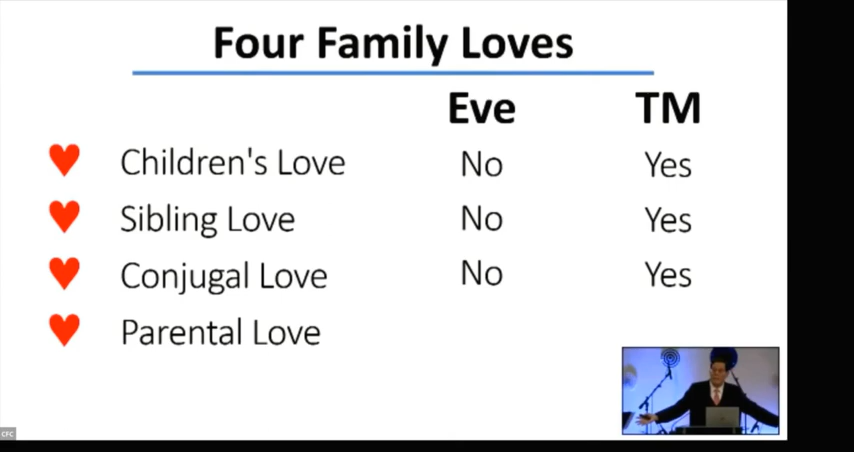 Four Family Loves
Eve TM
Children's Love No Yes
Sibling Love No Yes
Conjugal Love No Yes
Parental Love
CFC